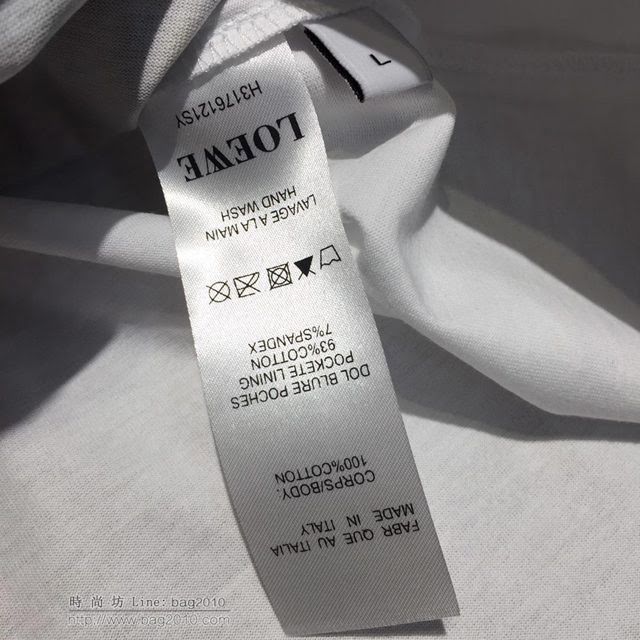 FABR QUE AU ITALIA
MADE IN ITALY
CORPS/BODY.
100%COTTON
DOL BLURE POCHES
POCKETE LINING
93%COTTON
7%SPANDEX
LAVAGE A LA MAIN
HAND WASH
LOEWE
H3176121SY
L
時尚坊 Line: bag2010
http://www.bag2010.com